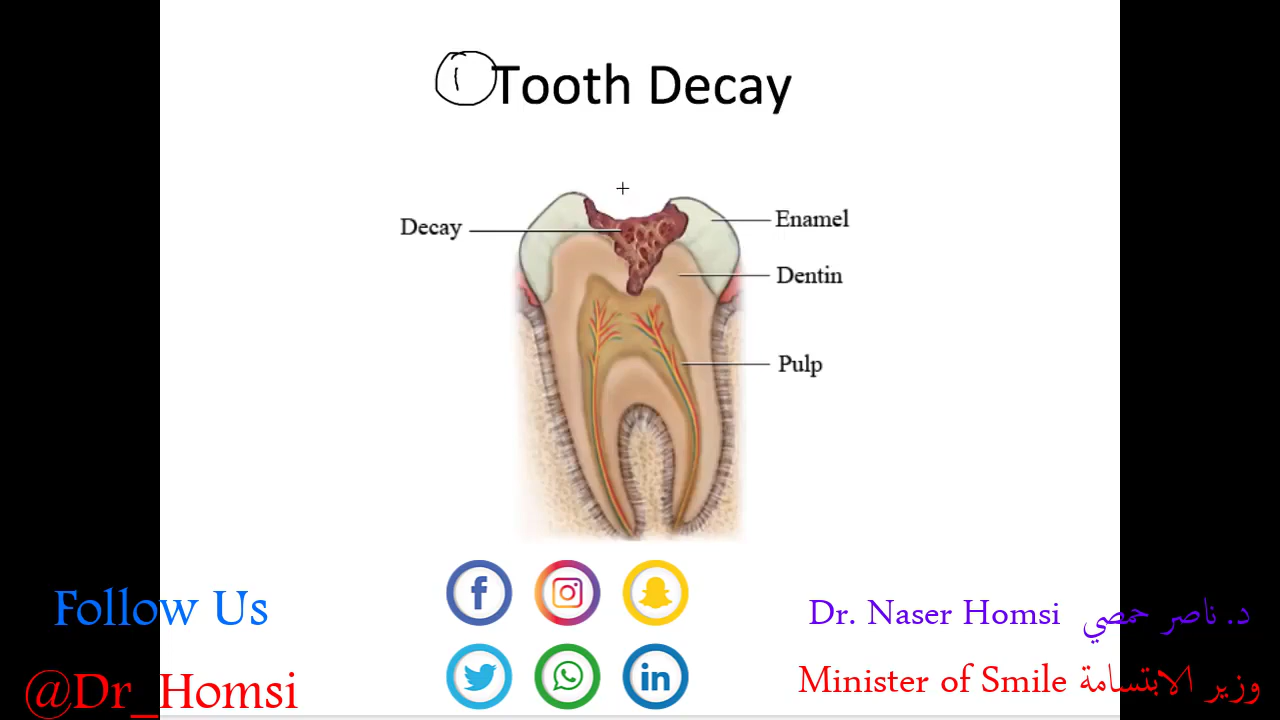 1 Tooth Decay
Decay
Enamel
Dentin
Pulp
Follow Us
@Dr_Homsi
Dr. Naser Homsi د. ناصر حمصي
Minister of Smile وزير الابتسامة